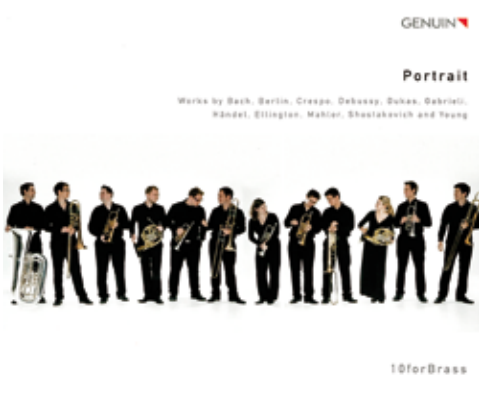 GENUIN
Portrait
Works by Bach, Berlin, Crespo, Debussy, Dukas, Gabrieli,
Händel, Ellington, Mahler, Shostakovich and Young
10forBrass